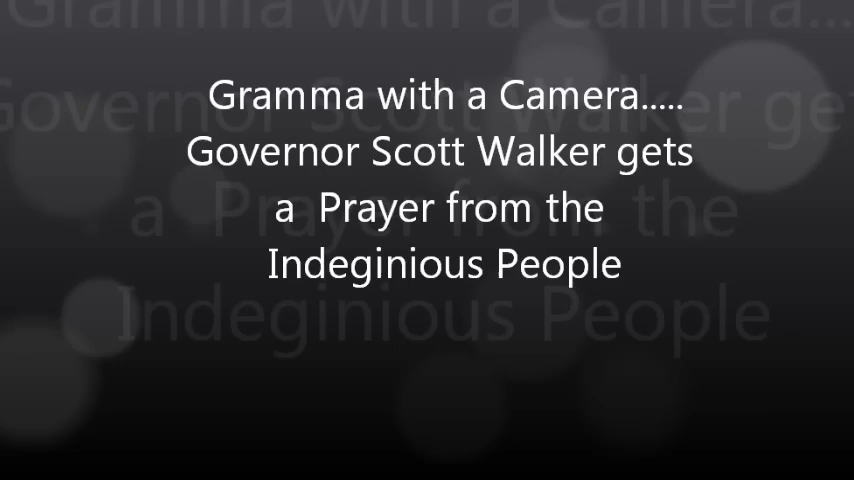 Gramma with a Camera.....
Governor Scott Walker gets
a  Prayer from the
Indeginious People